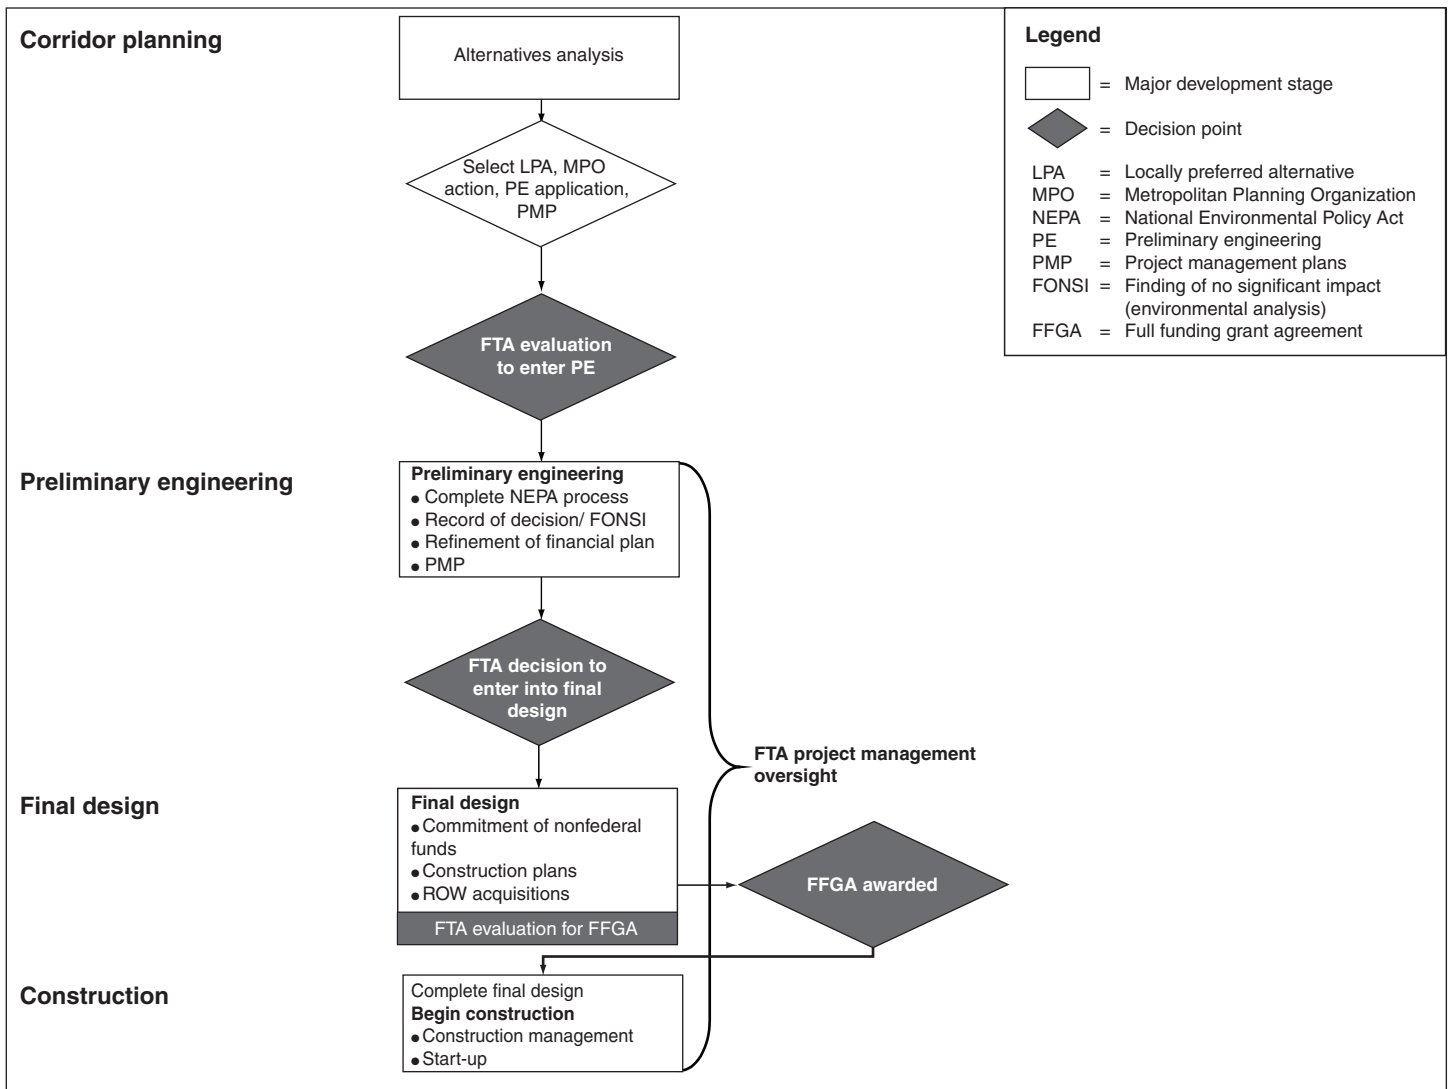 Corridor planning
Alternatives analysis
Select LPA, MPO
action, PE application,
PMP
FTA evaluation
to enter PE
Preliminary engineering
Preliminary engineering
● Complete NEPA process
● Record of decision/ FONSI
● Refinement of financial plan
● PMP
FTA decision to
enter into final
design
FTA project management
oversight
Final design
Final design
● Commitment of nonfederal
funds
● Construction plans
● ROW acquisitions
FTA evaluation for FFGA
FFGA awarded
Construction
Complete final design
Begin construction
● Construction management
● Start-up
Legend
= Major development stage
= Decision point
LPA = Locally preferred alternative
MPO = Metropolitan Planning Organization
NEPA = National Environmental Policy Act
PE = Preliminary engineering
PMP = Project management plans
FONSI = Finding of no significant impact
(environmental analysis)
FFGA = Full funding grant agreement